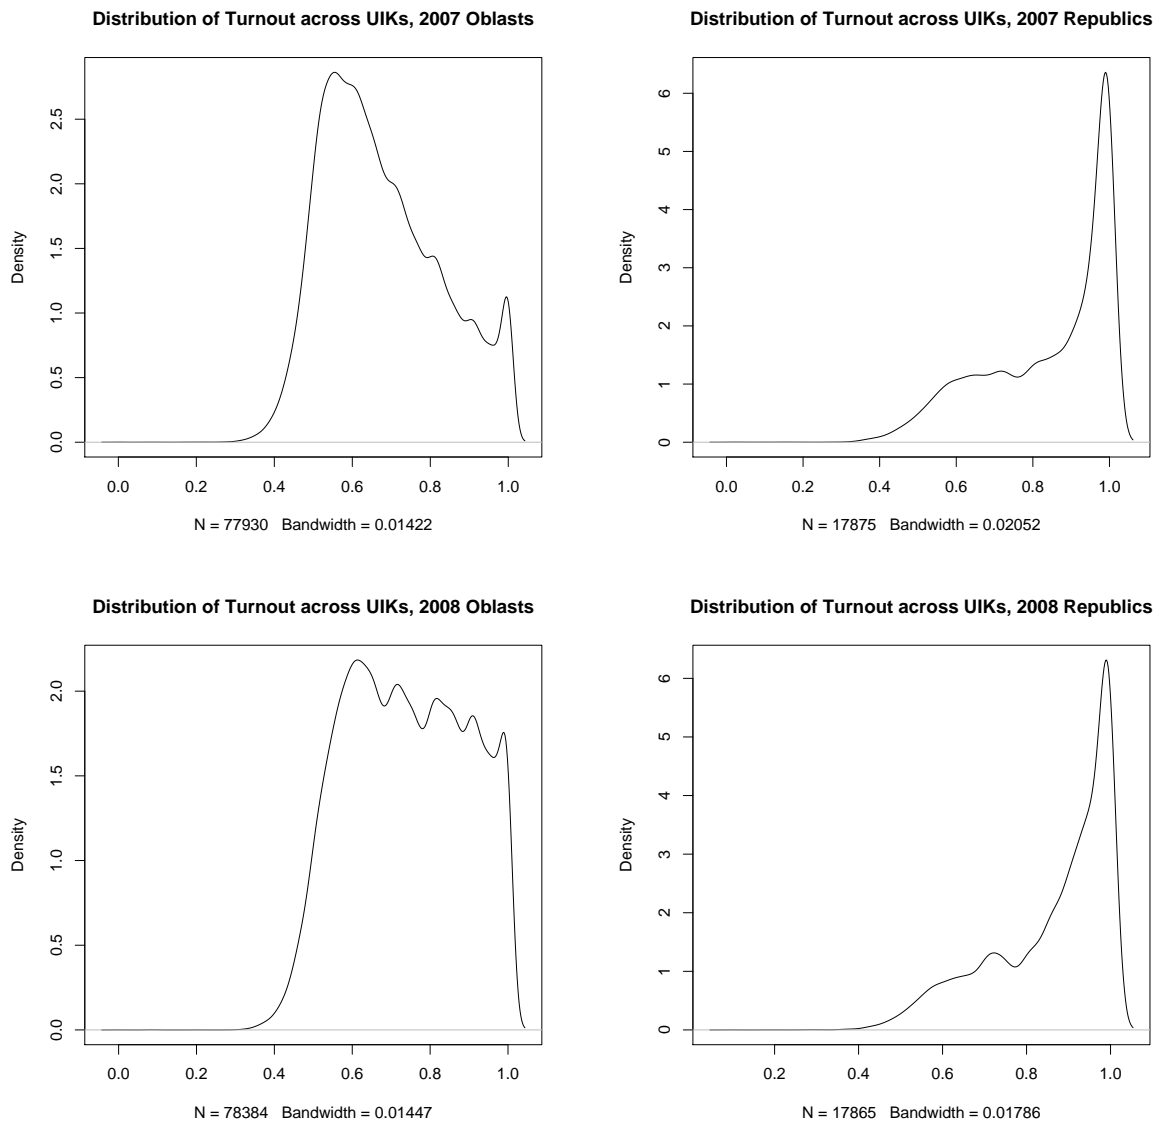 Distribution of Turnout across UIKs, 2007 Oblasts
Density
0.0 0.5 1.0 1.5 2.0 2.5
0.0 0.2 0.4 0.6 0.8 1.0
N = 77930 Bandwidth = 0.01422
Distribution of Turnout across UIKs, 2007 Republics
Density
0 1 2 3 4 5 6
0.0 0.2 0.4 0.6 0.8 1.0
N = 17875 Bandwidth = 0.02052
Distribution of Turnout across UIKs, 2008 Oblasts
Density
0.0 0.5 1.0 1.5 2.0
0.0 0.2 0.4 0.6 0.8 1.0
N = 78384 Bandwidth = 0.01447
Distribution of Turnout across UIKs, 2008 Republics
Density
0 1 2 3 4 5 6
0.2 0.4 0.6 0.8 1.0
N = 17865 Bandwidth = 0.01786